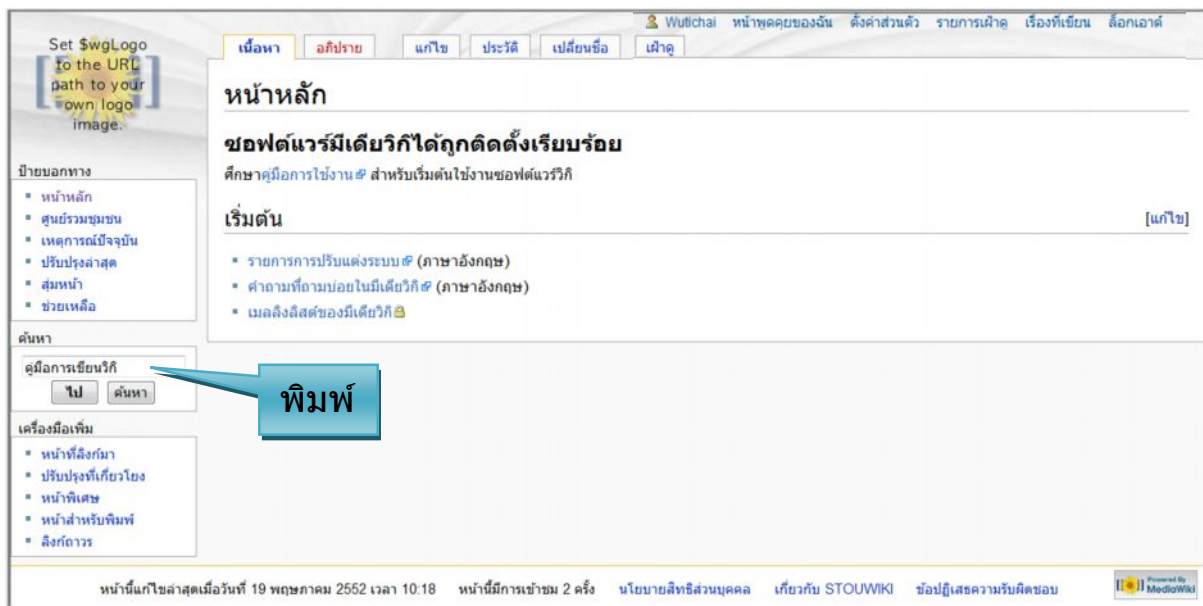 Wutichai หน้าพูดคุยของฉัน ตั้งค่าส่วนตัว รายการเฝ้าดู เรื่องที่เขียน ล็อกเอาต์
Set $wgLogo
to the URL
path to your
own logo
image.
เนื้อหา อภิปราย แก้ไข ประวัติ เปลี่ยนชื่อ เฝ้าดู
หน้าหลัก
ซอฟต์แวร์มีเดียวิกิได้ถูกติดตั้งเรียบร้อย
ศึกษาคู่มือการใช้งาน สำหรับเริ่มต้นใช้งานซอฟต์แวร์วิกิ
เริ่มต้น [แก้ไข]
รายการการปรับแต่งระบบ (ภาษาอังกฤษ)
คำถามที่ถามบ่อยในมีเดียวิกิ (ภาษาอังกฤษ)
เมลลิงลิสต์ของมีเดียวิกิ
ป้ายบอกทาง
หน้าหลัก
ศูนย์รวมชุมชน
เหตุการณ์ปัจจุบัน
ปรับปรุงล่าสุด
สุ่มหน้า
ช่วยเหลือ
ค้นหา
คู่มือการเขียนวิกิ
ไป ค้นหา
พิมพ์
เครื่องมือเพิ่ม
หน้าที่ลิงก์มา
ปรับปรุงที่เกี่ยวโยง
หน้าพิเศษ
หน้าสำหรับพิมพ์
ลิงก์ถาวร
หน้านี้แก้ไขล่าสุดเมื่อวันที่ 19 พฤษภาคม 2552 เวลา 10:18 หน้านี้มีการเข้าชม 2 ครั้ง นโยบายสิทธิส่วนบุคคล เกี่ยวกับ STOUWIKI ข้อปฏิเสธความรับผิดชอบ
Powered By
MediaWiki